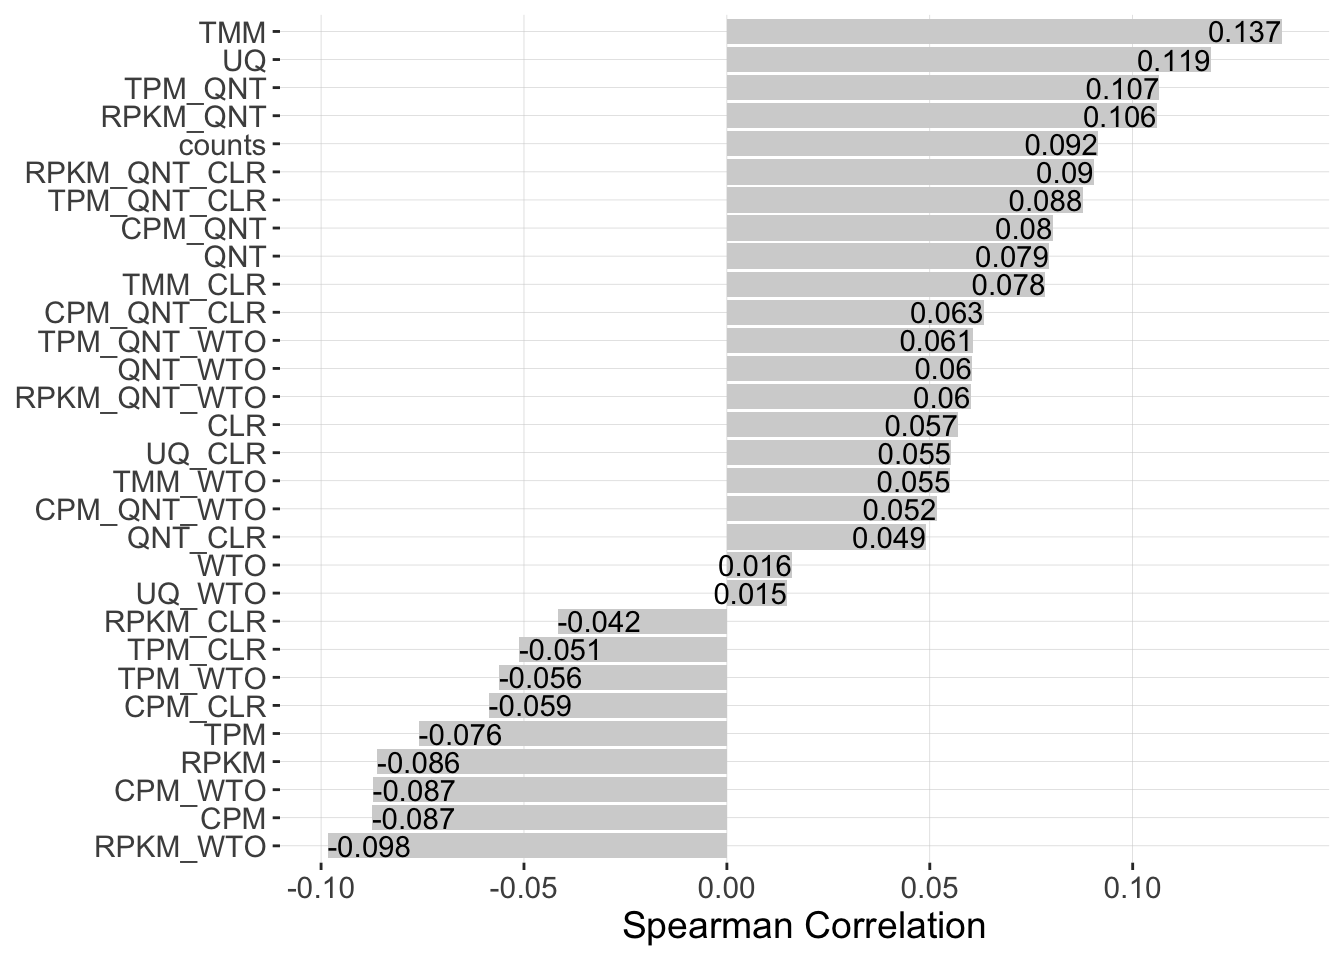 TMM 0.137
UQ 0.119
TPM_QNT 0.107
RPKM_QNT 0.106
counts 0.092
RPKM_QNT_CLR 0.09
TPM_QNT_CLR 0.088
CPM_QNT 0.08
QNT 0.079
TMM_CLR 0.078
CPM_QNT_CLR 0.063
TPM_QNT_WTO 0.061
QNT_WTO 0.06
RPKM_QNT_WTO 0.06
CLR 0.057
UQ_CLR 0.055
TMM_WTO 0.055
CPM_QNT_WTO 0.052
QNT_CLR 0.049
WTO 0.016
UQ_WTO 0.015
RPKM_CLR -0.042
TPM_CLR -0.051
TPM_WTO -0.056
CPM_CLR -0.059
TPM -0.076
RPKM -0.086
CPM_WTO -0.087
CPM -0.087
RPKM_WTO -0.098
-0.10 -0.05 0.00 0.05 0.10
Spearman Correlation